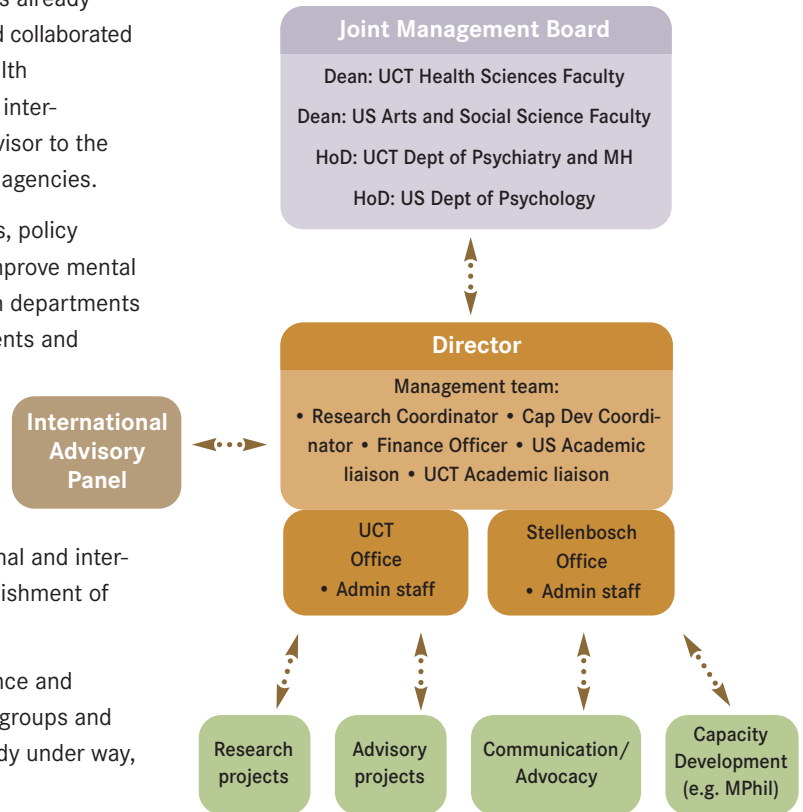 s already
d collaborated
lth
inter-
visor to the
agencies.
s, policy
mprove mental
n departments
ents and
nal and inter-
lishment of
nce and
groups and
dy under way,
Joint Management Board
Dean: UCT Health Sciences Faculty
Dean: US Arts and Social Science Faculty
HoD: UCT Dept of Psychiatry and MH
HoD: US Dept of Psychology
Director
Management team:
• Research Coordinator • Cap Dev Coordi-
nator • Finance Officer • US Academic
liaison • UCT Academic liaison
International
Advisory
Panel
UCT
Office
• Admin staff
Stellenbosch
Office
• Admin staff
Research
projects
Advisory
projects
Communication/
Advocacy
Capacity
Development
(e.g. MPhil)